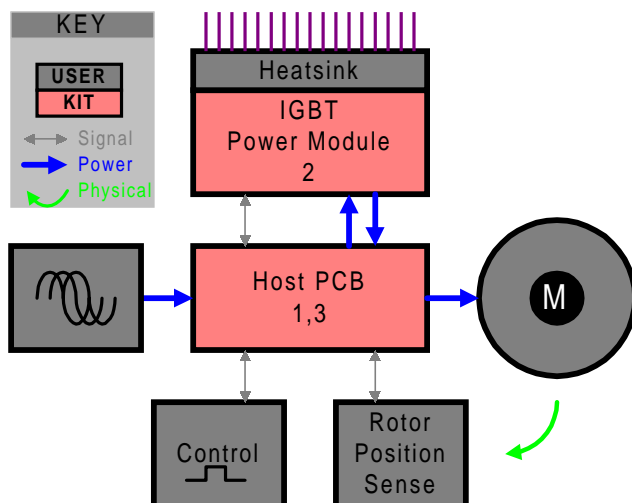 KEY
USER
KIT
Signal
Power
Physical
Heatsink
IGBT
Power Module
2
Host PCB
1,3
M
Control
Rotor
Position
Sense